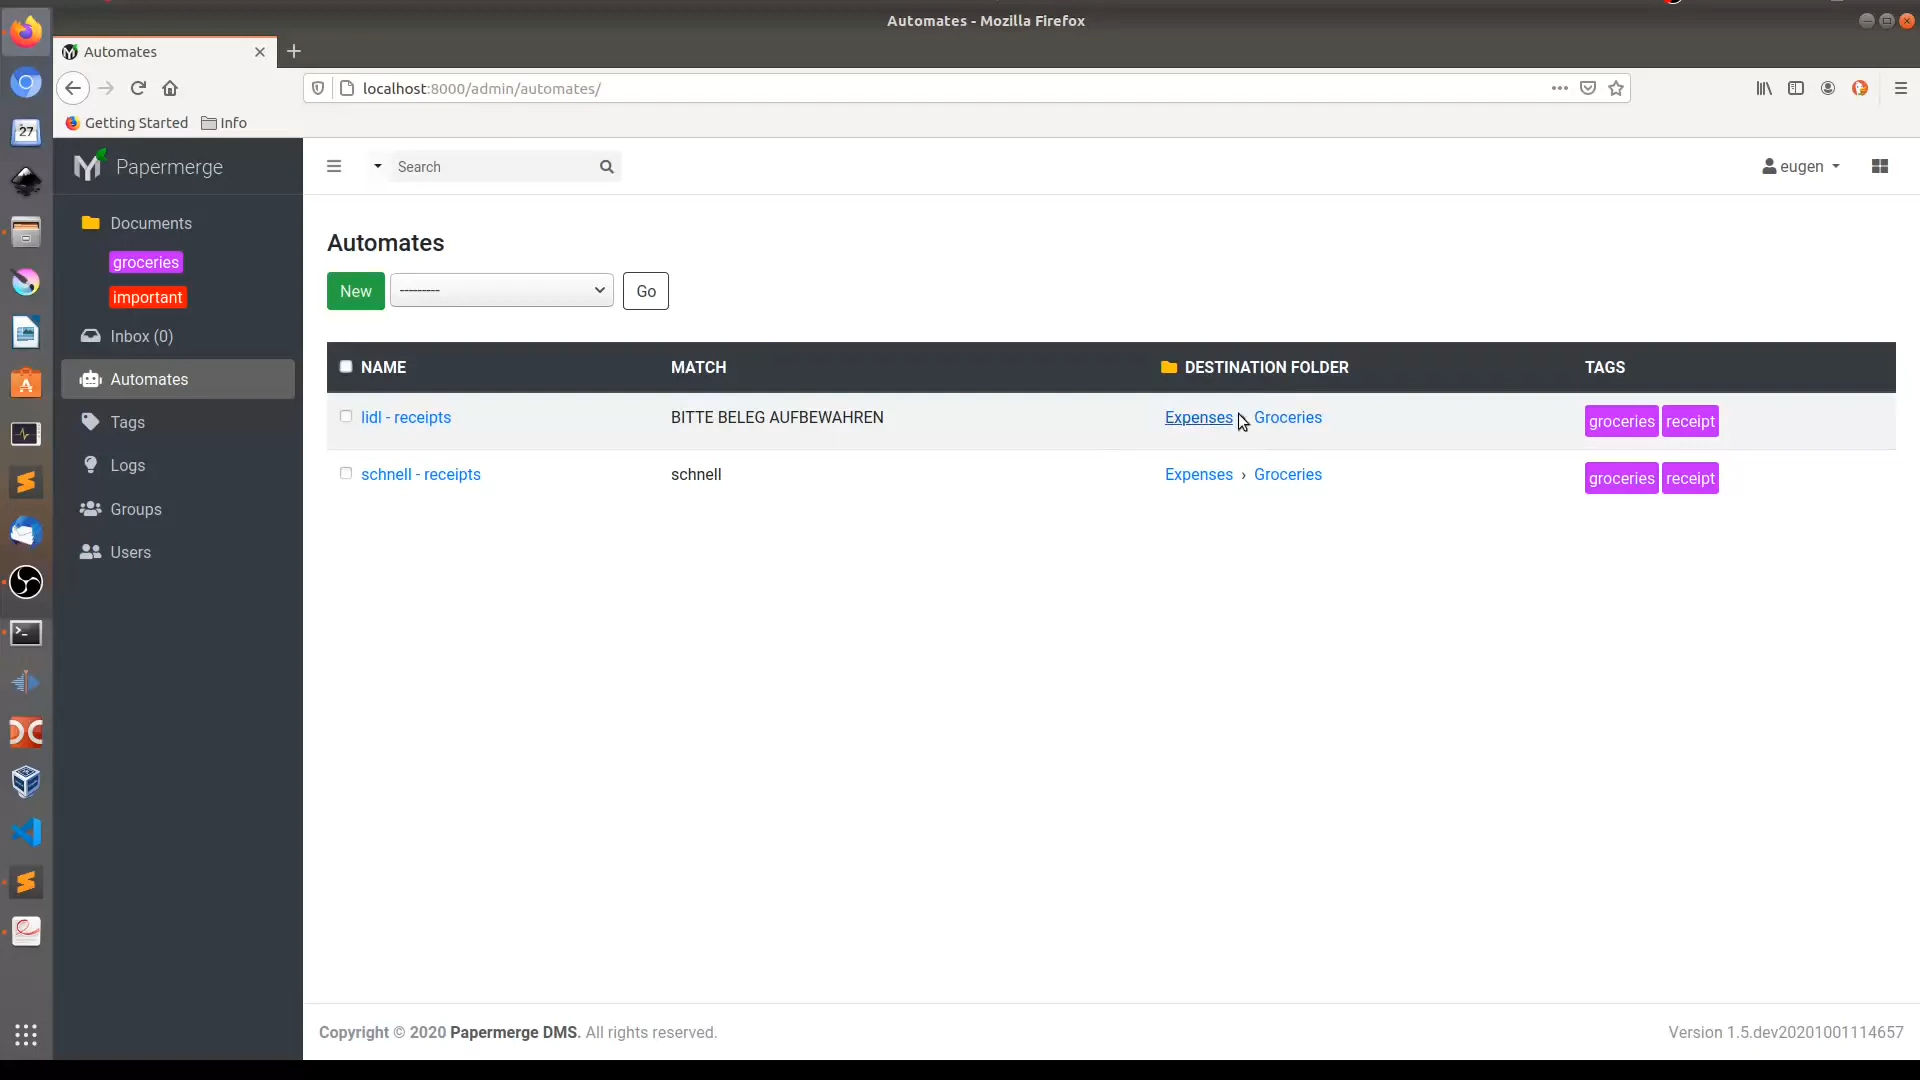 Automates - Mozilla Firefox
Automates
localhost:8000/admin/automates/
Getting Started Info
27
Papermerge
Search
eugen
Documents
groceries
important
Inbox (0)
Automates
Tags
Logs
Groups
Users
Automates
New --------- Go
NAME MATCH DESTINATION FOLDER TAGS
lidl - receipts BITTE BELEG AUFBEWAHREN Expenses Groceries groceries receipt
schnell - receipts schnell Expenses › Groceries groceries receipt
Copyright © 2020 Papermerge DMS. All rights reserved.
Version 1.5.dev20201001114657